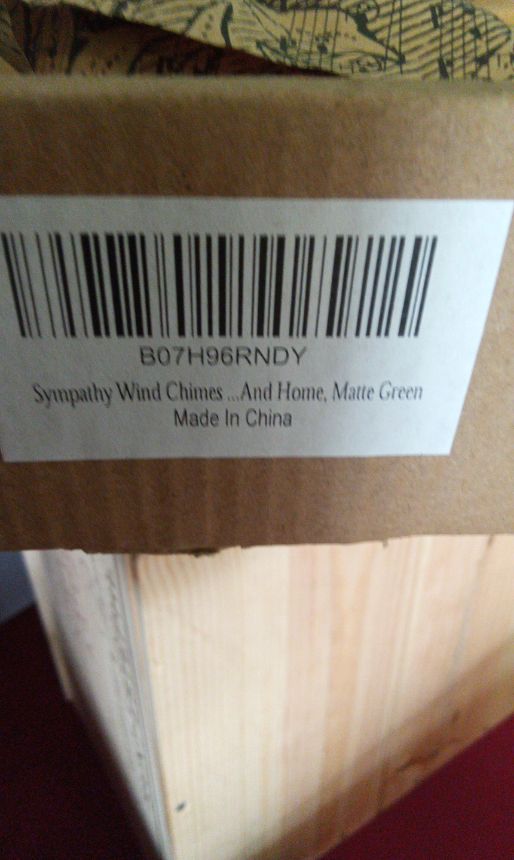 B07H96RNDY
Sympathy Wind Chimes ...And Home, Matte Green
Made In China